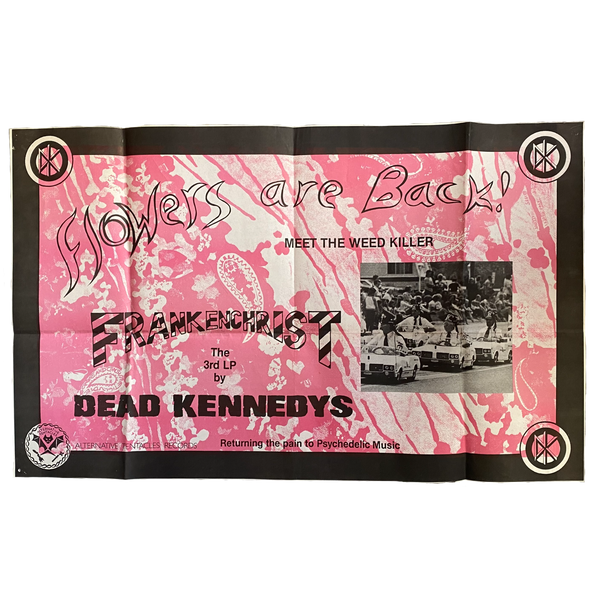 Flowers are Back!
MEET THE WEED KILLER
FRANKENCHRIST
The
3rd LP
by
DEAD KENNEDYS
ALTERNATIVE TENTACLES RECORDS
Returning the pain to Psychedelic Music